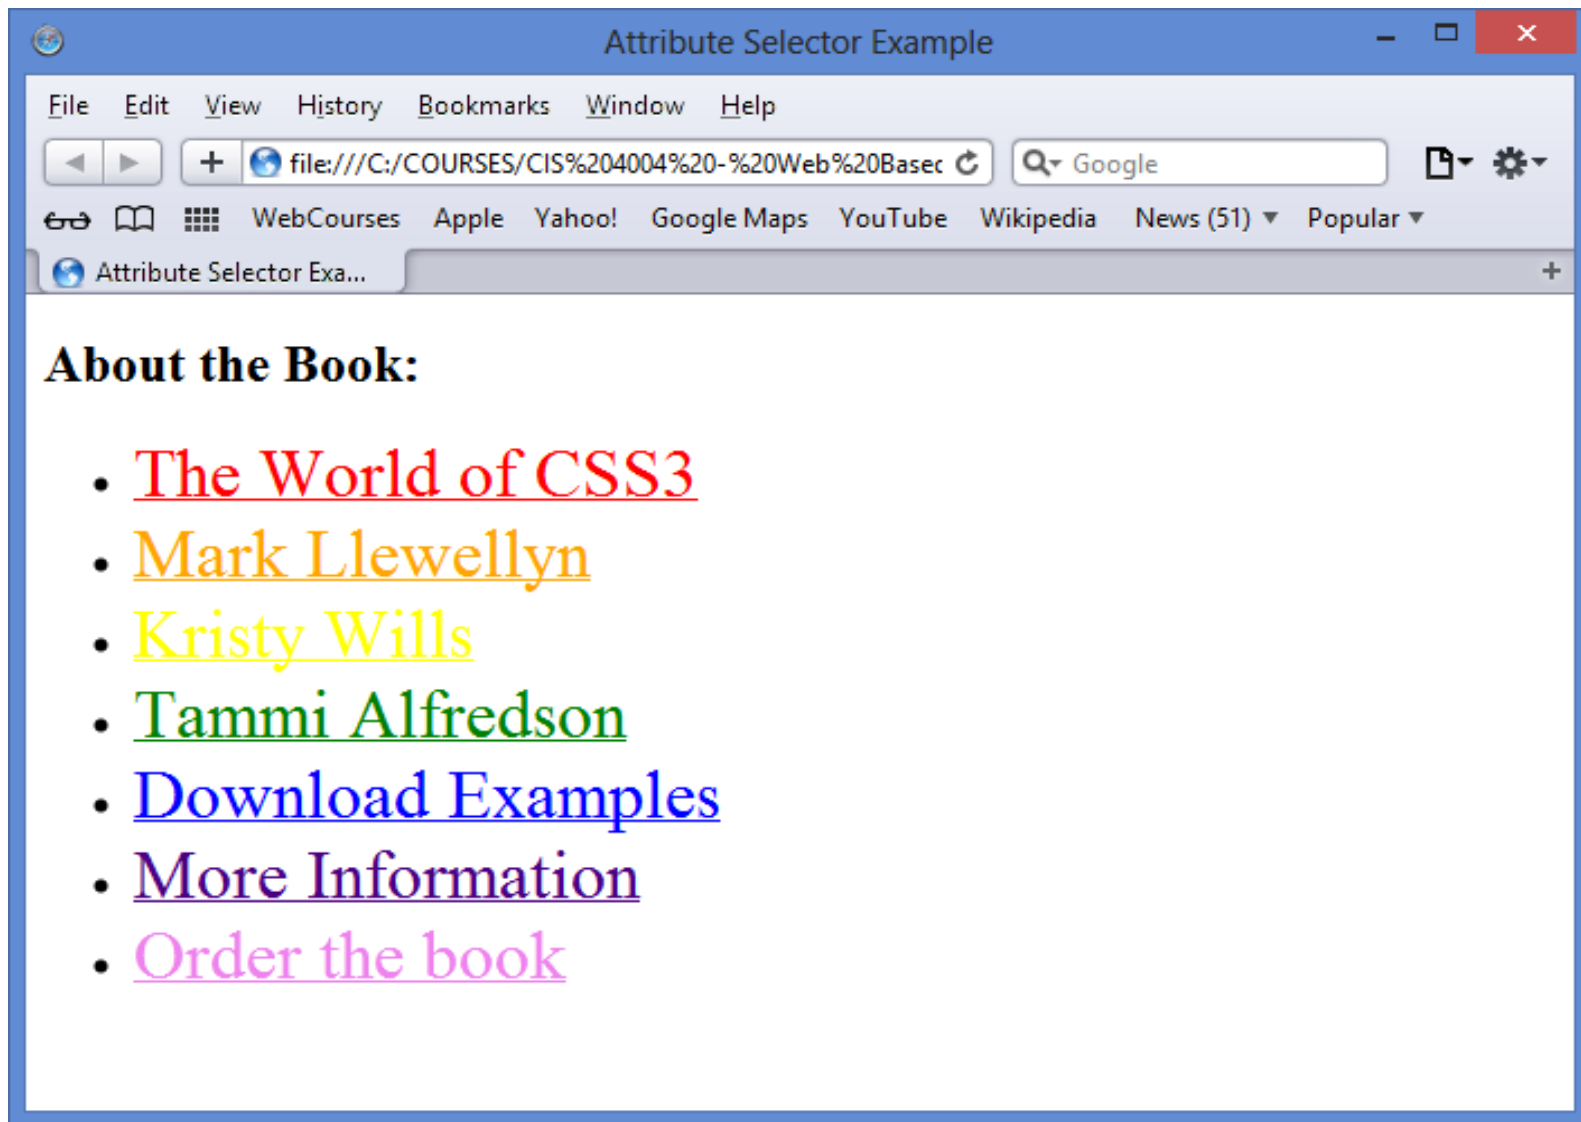 Attribute Selector Example
File Edit View History Bookmarks Window Help
file:///C:/COURSES/CIS%204004%20-%20Web%20Basec Google
WebCourses Apple Yahoo! Google Maps YouTube Wikipedia News (51) Popular
Attribute Selector Exa...
About the Book:
The World of CSS3
Mark Llewellyn
Kristy Wills
Tammi Alfredson
Download Examples
More Information
Order the book